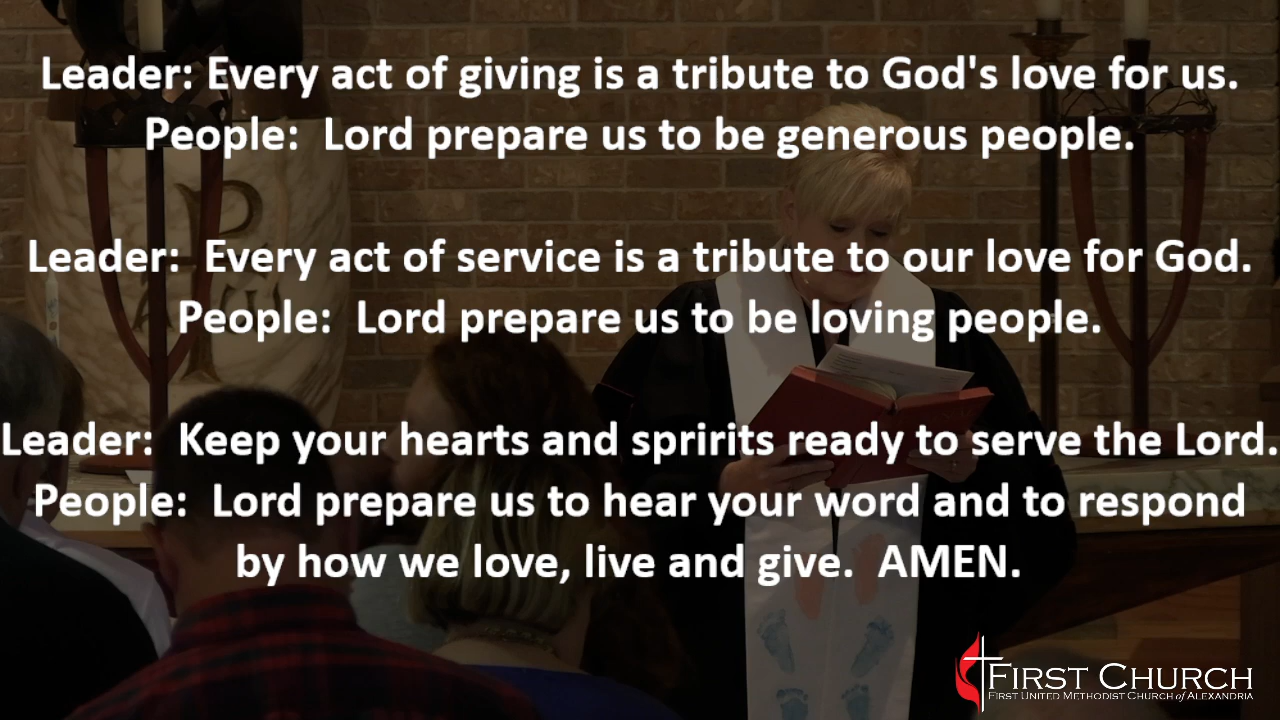 Leader: Every act of giving is a tribute to God's love for us.
People:  Lord prepare us to be generous people.
Leader:  Every act of service is a tribute to our love for God.
People:  Lord prepare us to be loving people.
Leader:  Keep your hearts and spririts ready to serve the Lord.
People:  Lord prepare us to hear your word and to respond
by how we love, live and give.  AMEN.
FIRST CHURCH
FIRST UNITED METHODIST CHURCH of ALEXANDRIA